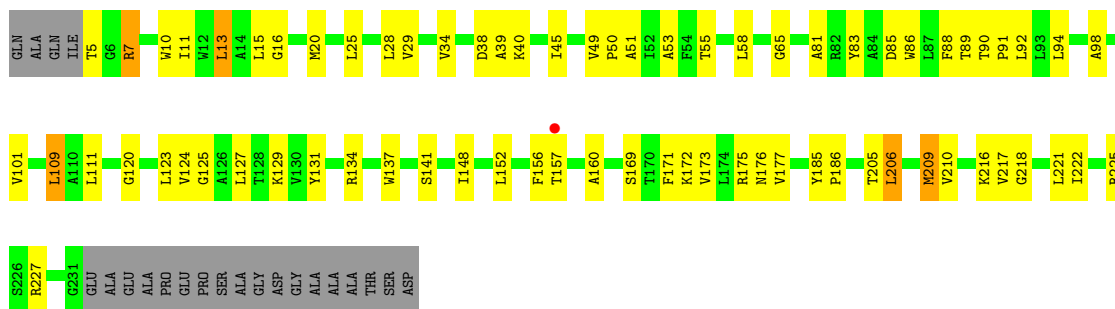 GLN ALA GLN ILE T5 G6 R7 W10 I11 W12 L13 A14 L15 G16 M20 L25 L28 V29 V34 D38 A39 K40 I45 V49 P50 A51 I52 A53 F54 T55 L58 G65 A81 R82 Y83 A84 D85 W86 L87 F88 T89 T90 P91 L92 L93 L94 A98
V101 L109 A110 L111 G120 L123 V124 G125 A126 L127 T128 K129 V130 Y131 R134 W137 S141 I148 L152 F156 T157 A160 S169 T170 F171 K172 V173 L174 R175 N176 V177 Y185 P186 T205 L206 M209 V210 K216 V217 G218 L221 I222
S226 R227 G231 GLU ALA GLU ALA PRO GLU PRO SER ALA GLY ASP GLY ALA ALA ALA THR SER ASP